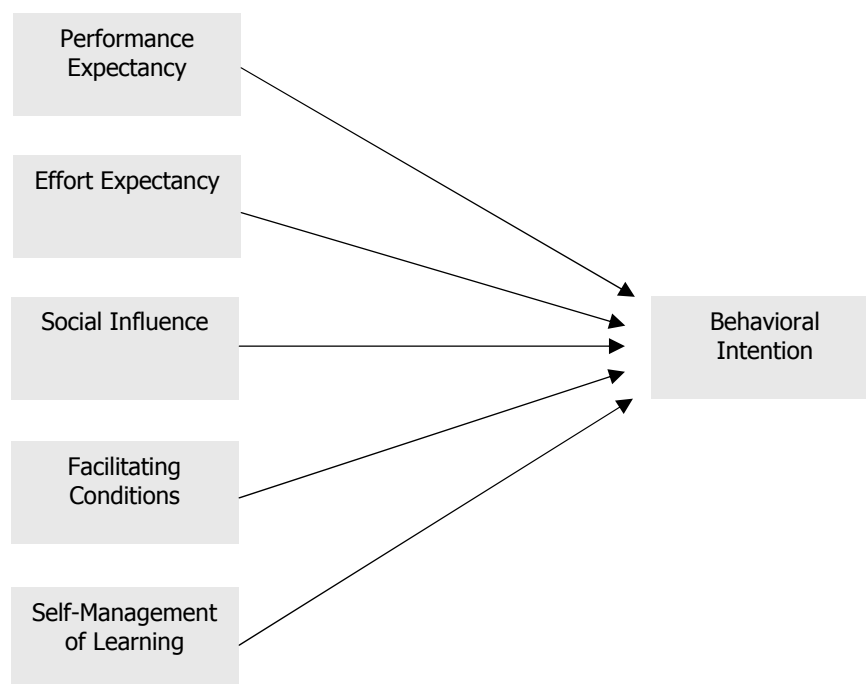 Performance
Expectancy
Effort Expectancy
Social Influence
Behavioral
Intention
Facilitating
Conditions
Self-Management
of Learning